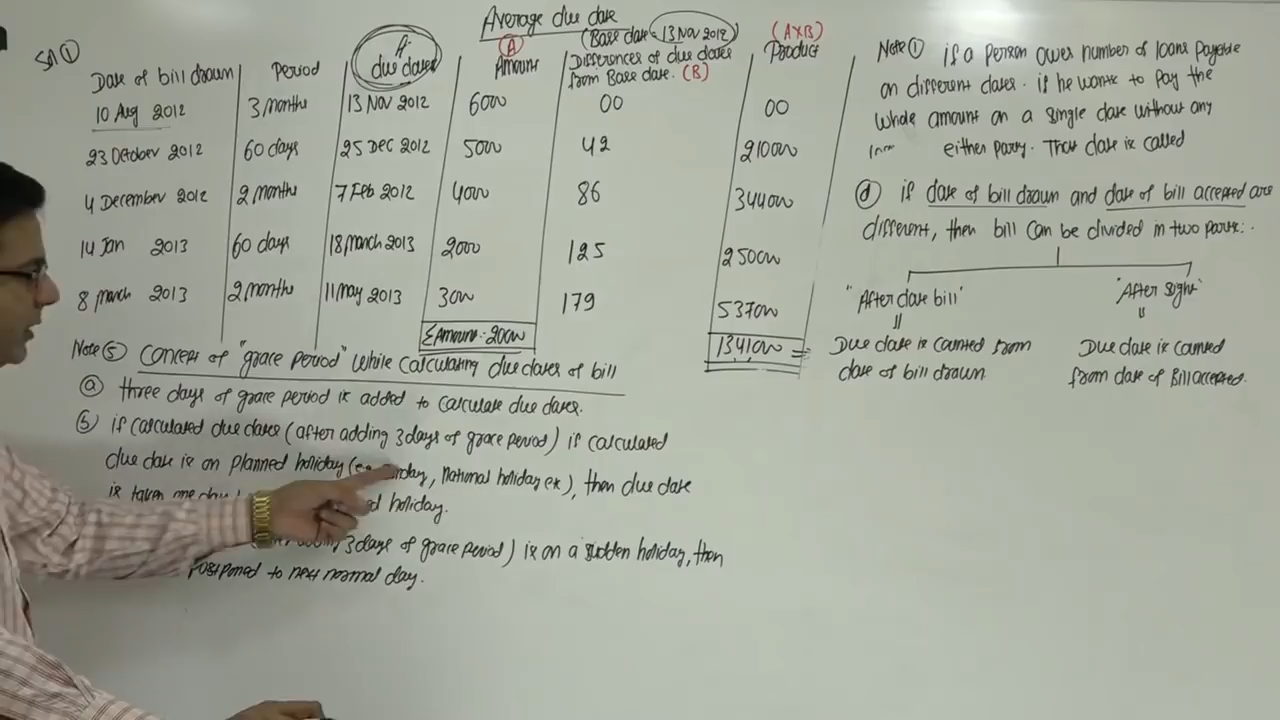 Average due date
(Base date = 13 Nov 2012)
Sol ①
Date of bill drawn Period A. due dates (A) Amount Differences of due dates from Base date. (B) (A×B) Product
10 Aug 2012 3 months 13 Nov 2012 6000 00 00
23 October 2012 60 days 25 Dec 2012 5000 42 210000
4 December 2012 2 months 7 Feb 2012 4000 86 344000
14 Jan 2013 60 days 18 march 2013 2000 125 250000
8 march 2013 2 months 11 may 2013 3000 179 537000
ΣAmount = 20000 1341000
Note ⑤ Concept of "grace period" while calculating due dates of bill
ⓐ three days of grace period is added to calculate due dates.
ⓑ if calculated due dates (after adding 3 days of grace period) if calculated
due date is on planned holiday ( National holiday etc), then due date
is taken one holiday.
3 days of grace period) is on a sudden holiday, then
postponed to next normal day.
Note ① if a person owes number of loans payable
on different dates. if he wants to pay the
whole amount on a single date without any
either party. That date is called
ⓓ if date of bill drawn and date of bill accepted are
different, then bill can be divided in two parts:
"After date bill"
Due date is counted from
date of bill drawn
"After sight"
Due date is counted
from date of Bill accepted.